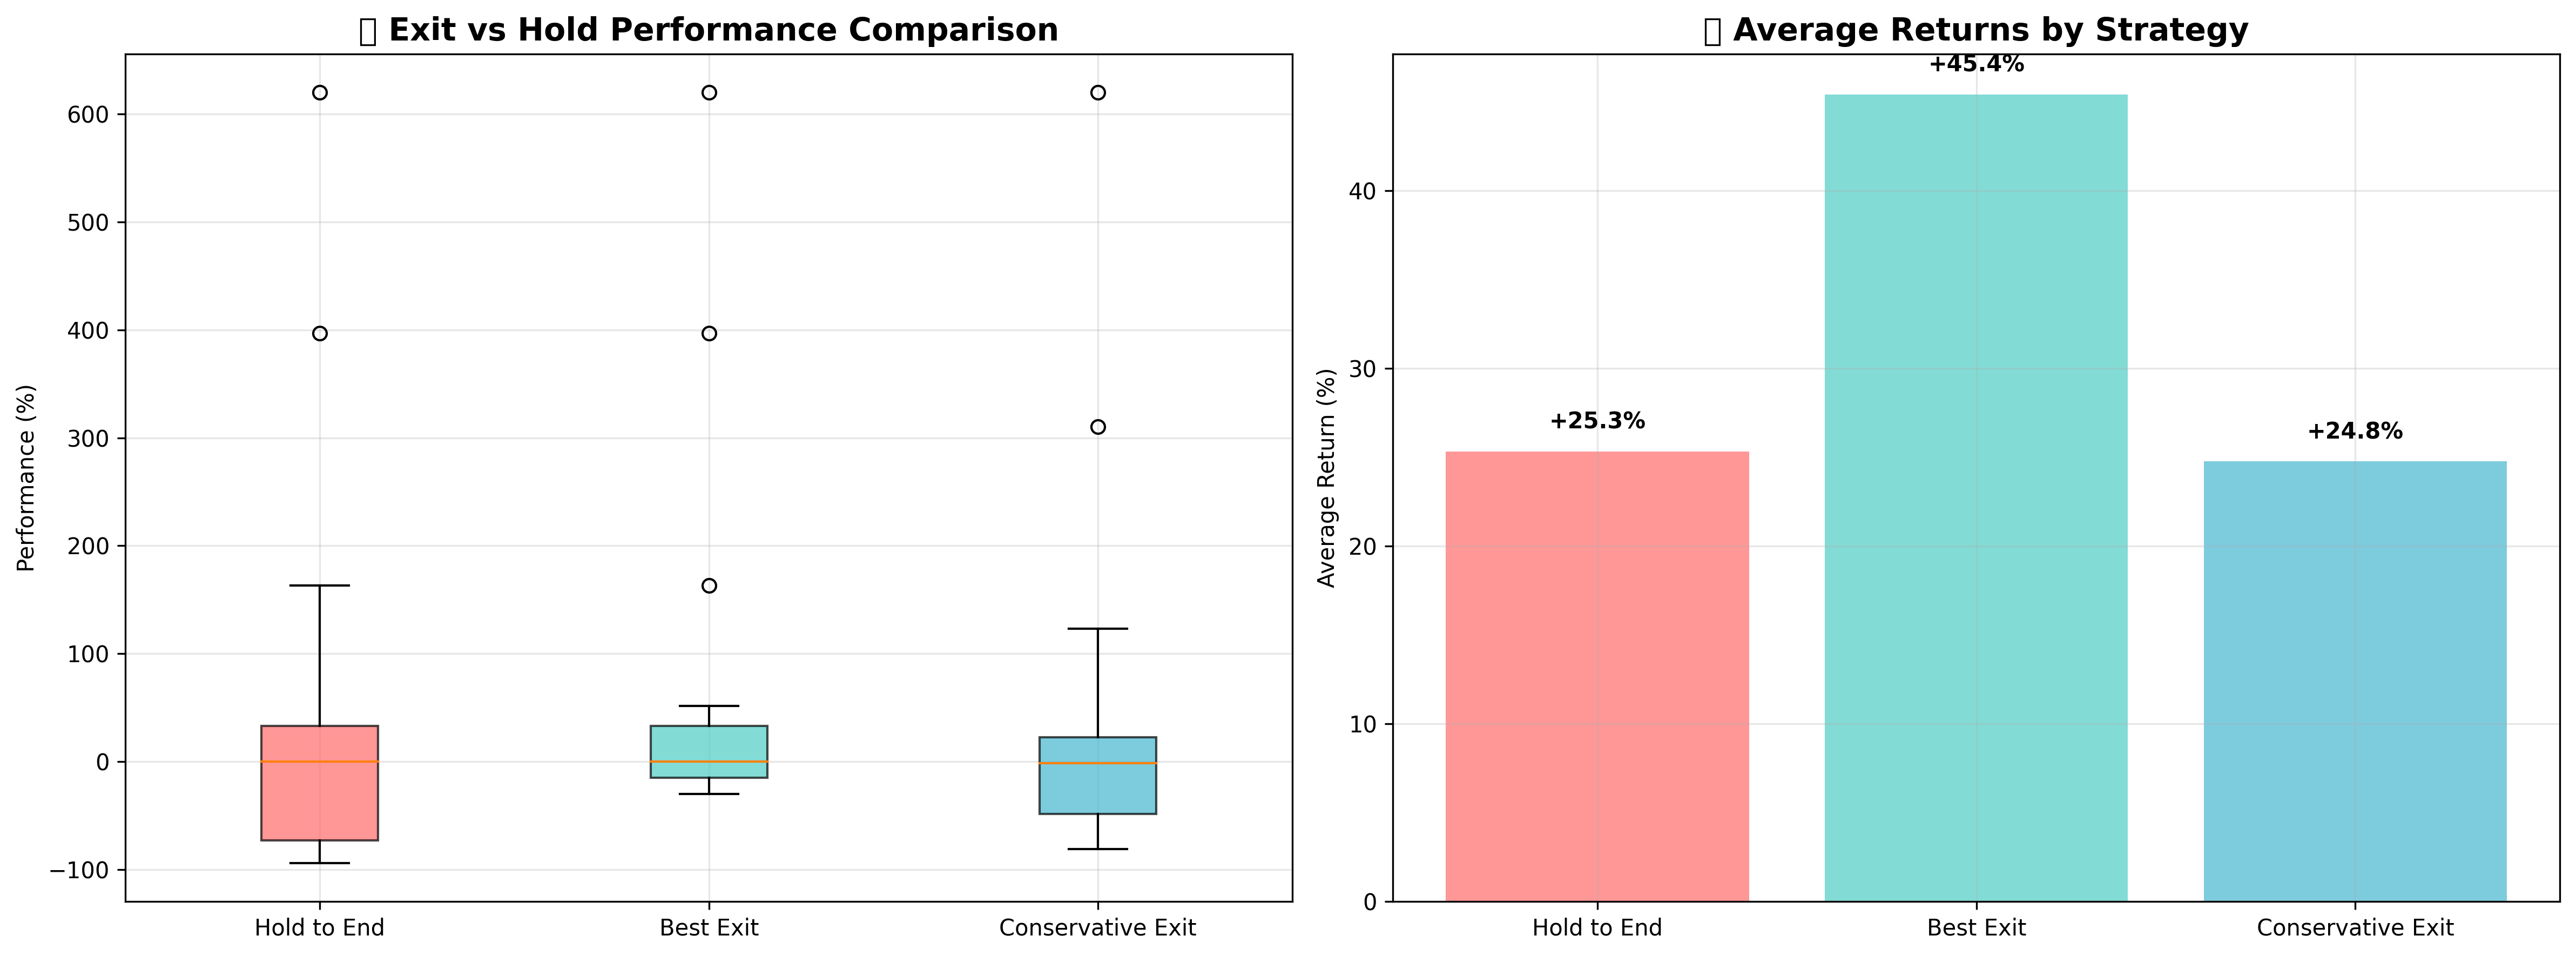 Exit vs Hold Performance Comparison
Performance (%)
600
500
400
300
200
100
0
−100
Hold to End
Best Exit
Conservative Exit
Average Returns by Strategy
Average Return (%)
40
30
20
10
0
+25.3%
+45.4%
+24.8%
Hold to End
Best Exit
Conservative Exit